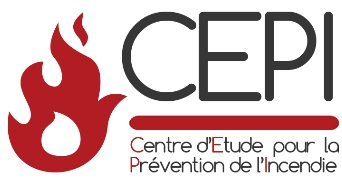 CEPI
Centre d'Etude pour la
Prévention de l'Incendie